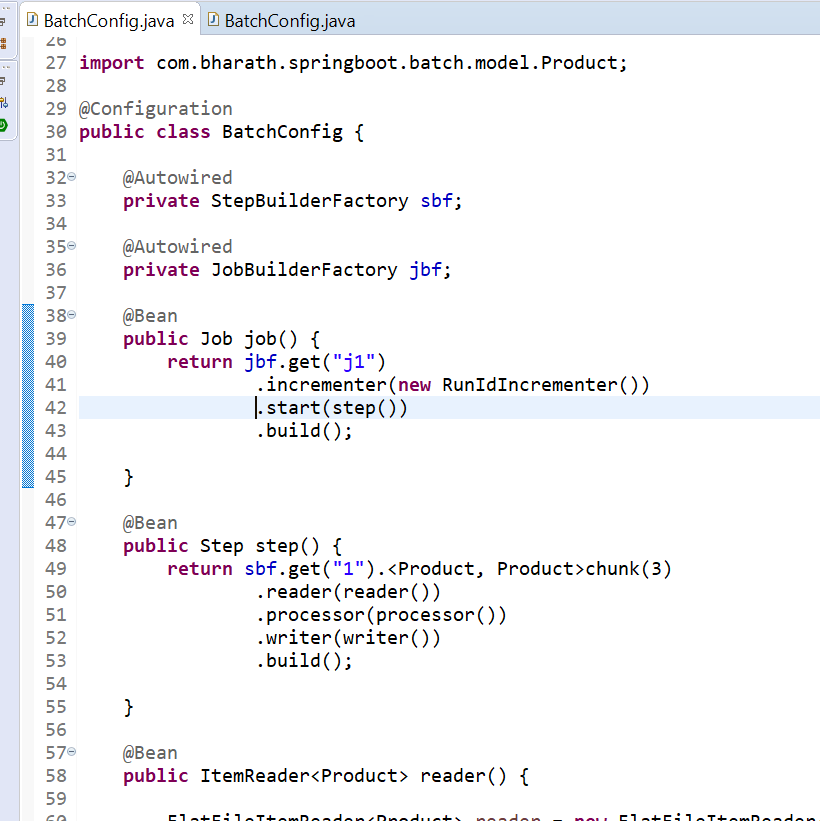 BatchConfig.java BatchConfig.java
26
27 import com.bharath.springboot.batch.model.Product;
28
29 @Configuration
30 public class BatchConfig {
31
32 @Autowired
33 private StepBuilderFactory sbf;
34
35 @Autowired
36 private JobBuilderFactory jbf;
37
38 @Bean
39 public Job job() {
40 return jbf.get("j1")
41 .incrementer(new RunIdIncrementer())
42 .start(step())
43 .build();
44
45 }
46
47 @Bean
48 public Step step() {
49 return sbf.get("1").<Product, Product>chunk(3)
50 .reader(reader())
51 .processor(processor())
52 .writer(writer())
53 .build();
54
55 }
56
57 @Bean
58 public ItemReader<Product> reader() {
59
60 FlatFileItemReader<Product> reader = new FlatFileItemReader